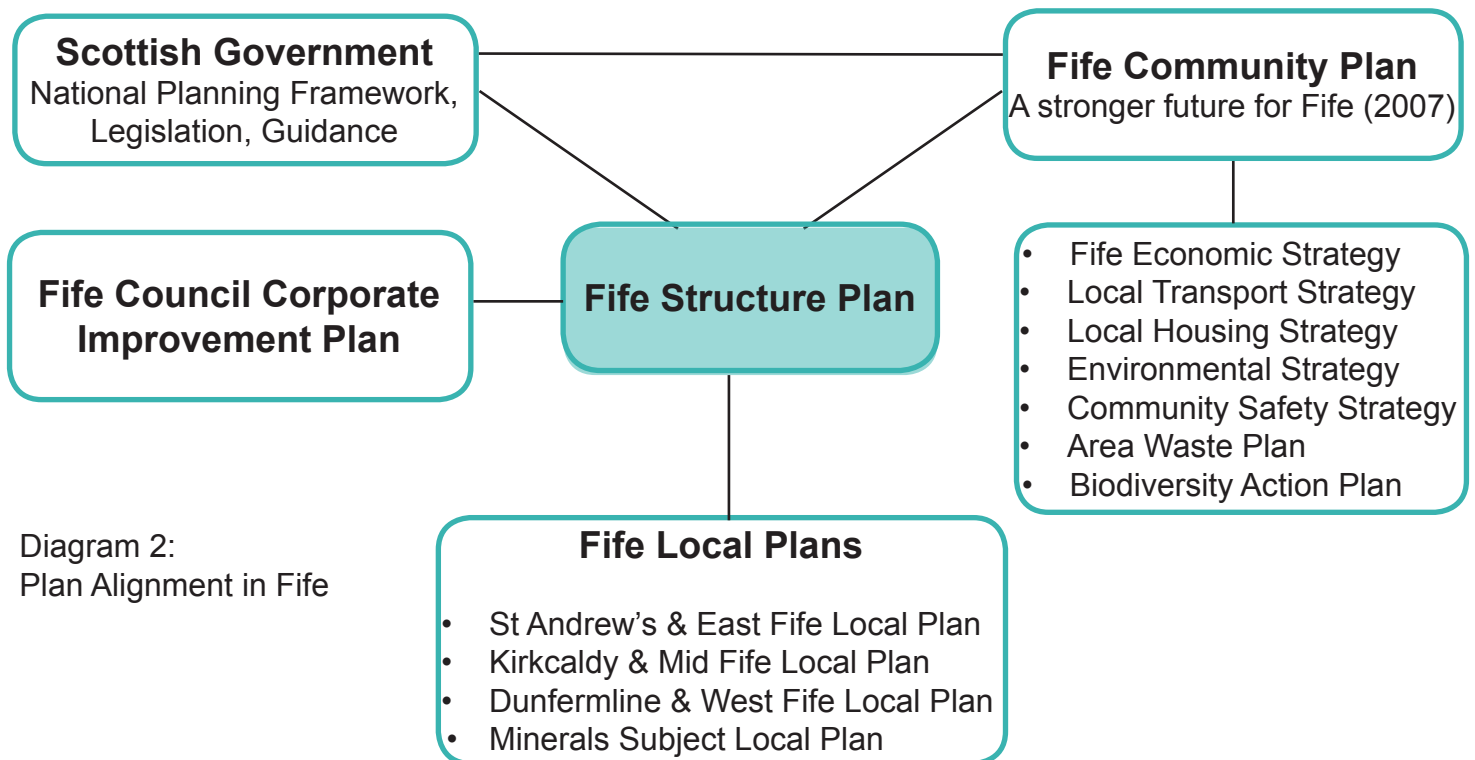 Scottish Government
National Planning Framework,
Legislation, Guidance
Fife Community Plan
A stronger future for Fife (2007)
Fife Council Corporate
Improvement Plan
Fife Structure Plan
• Fife Economic Strategy
• Local Transport Strategy
• Local Housing Strategy
• Environmental Strategy
• Community Safety Strategy
• Area Waste Plan
• Biodiversity Action Plan
Diagram 2:
Plan Alignment in Fife
Fife Local Plans
• St Andrew’s & East Fife Local Plan
• Kirkcaldy & Mid Fife Local Plan
• Dunfermline & West Fife Local Plan
• Minerals Subject Local Plan